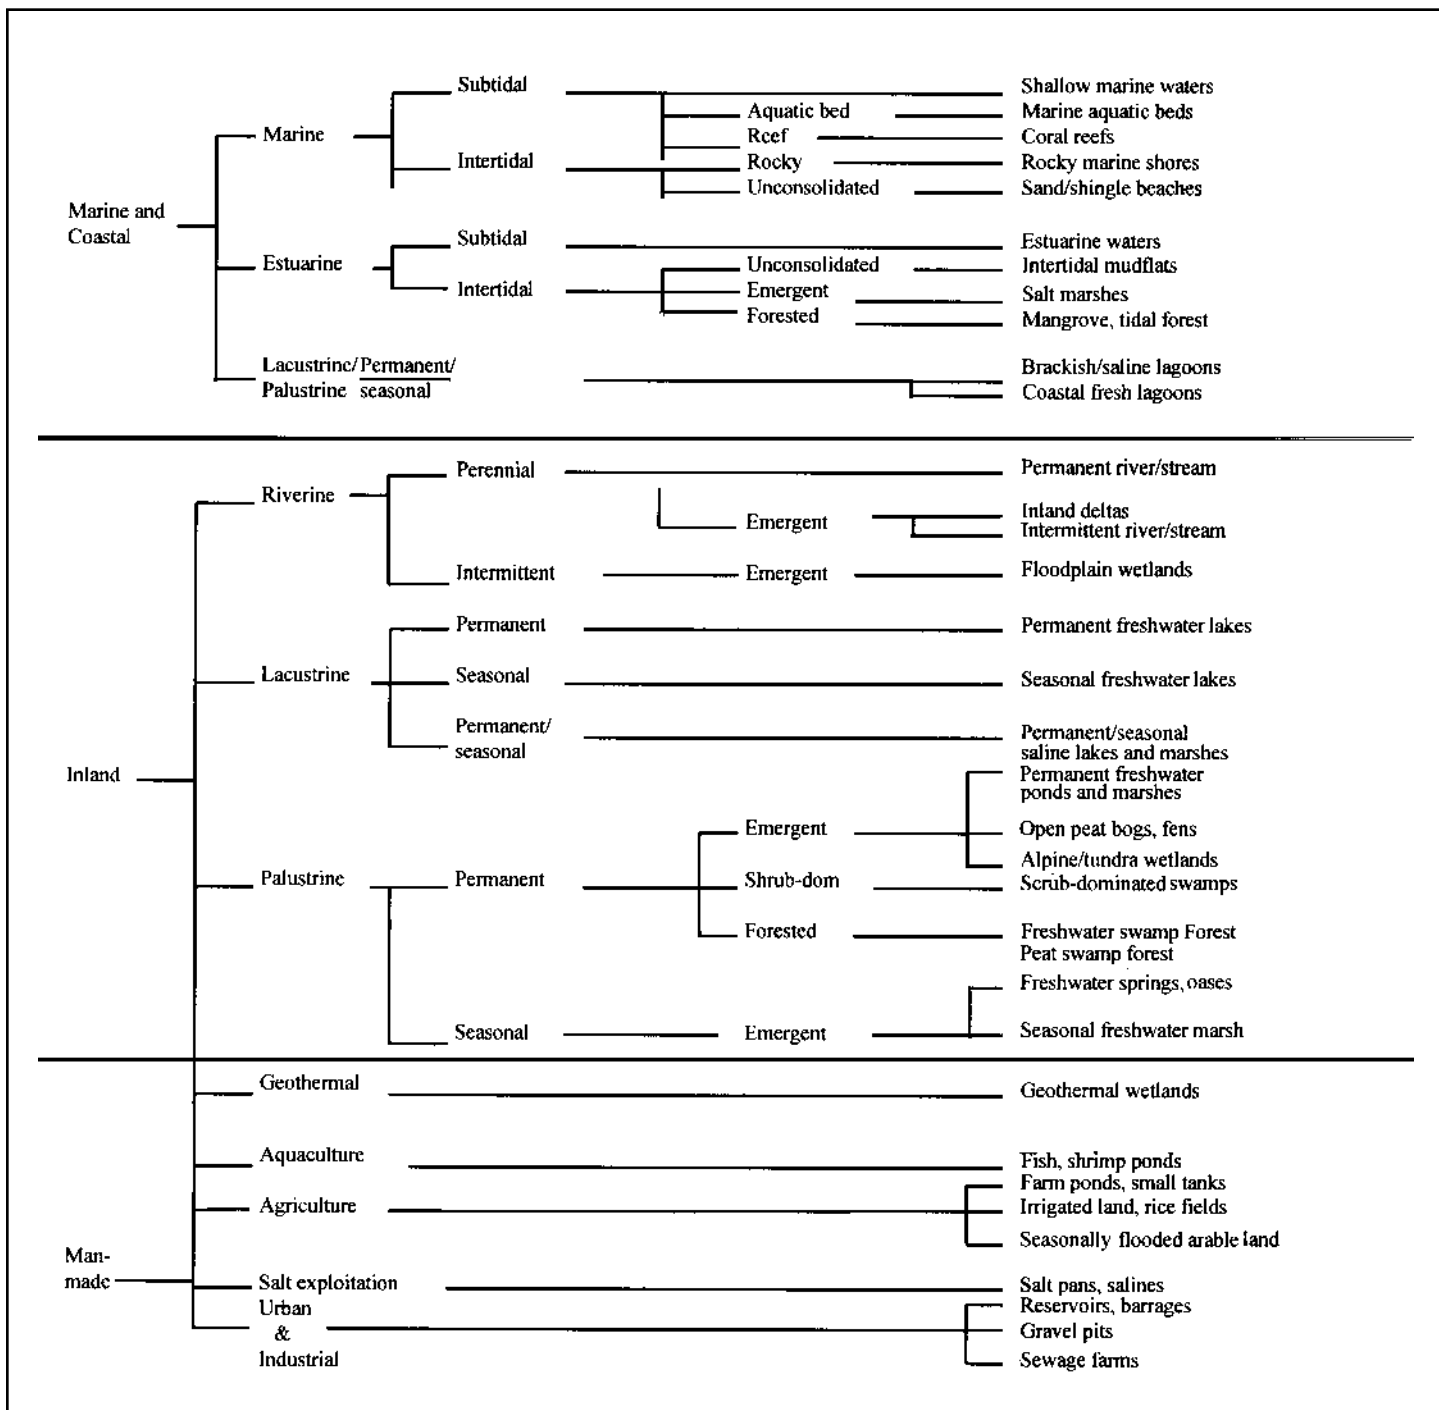 Subtidal
Shallow marine waters
Aquatic bed
Marine aquatic beds
Marine
Reef
Coral reefs
Intertidal
Rocky
Rocky marine shores
Unconsolidated
Sand/shingle beaches
Marine and
Coastal
Subtidal
Estuarine waters
Estuarine
Unconsolidated
Intertidal mudflats
Intertidal
Emergent
Salt marshes
Forested
Mangrove, tidal forest
Lacustrine/Permanent/
Palustrine seasonal
Brackish/saline lagoons
Coastal fresh lagoons
Perennial
Permanent river/stream
Riverine
Emergent
Inland deltas
Intermittent river/stream
Intermittent
Emergent
Floodplain wetlands
Permanent
Permanent freshwater lakes
Lacustrine
Seasonal
Seasonal freshwater lakes
Permanent/
seasonal
Permanent/seasonal
saline lakes and marshes
Inland
Permanent freshwater
ponds and marshes
Emergent
Open peat bogs, fens
Alpine/tundra wetlands
Palustrine
Permanent
Shrub-dom
Scrub-dominated swamps
Forested
Freshwater swamp Forest
Peat swamp forest
Freshwater springs, oases
Seasonal
Emergent
Seasonal freshwater marsh
Geothermal
Geothermal wetlands
Aquaculture
Fish, shrimp ponds
Farm ponds, small tanks
Agriculture
Irrigated land, rice fields
Seasonally flooded arable land
Man-
made
Salt exploitation
Salt pans, salines
Urban
&
Industrial
Reservoirs, barrages
Gravel pits
Sewage farms